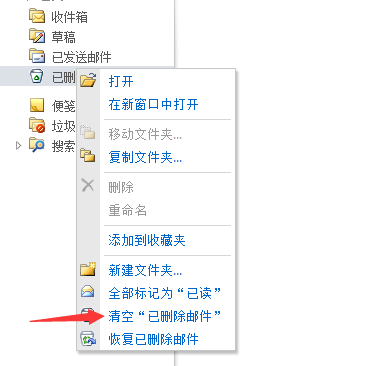 收件箱
草稿
已发送邮件
已删
打开
在新窗口中打开
便笺
垃圾
移动文件夹...
搜索
复制文件夹...
删除
重命名
添加到收藏夹
新建文件夹...
全部标记为“已读”
清空“已删除邮件”
恢复已删除邮件